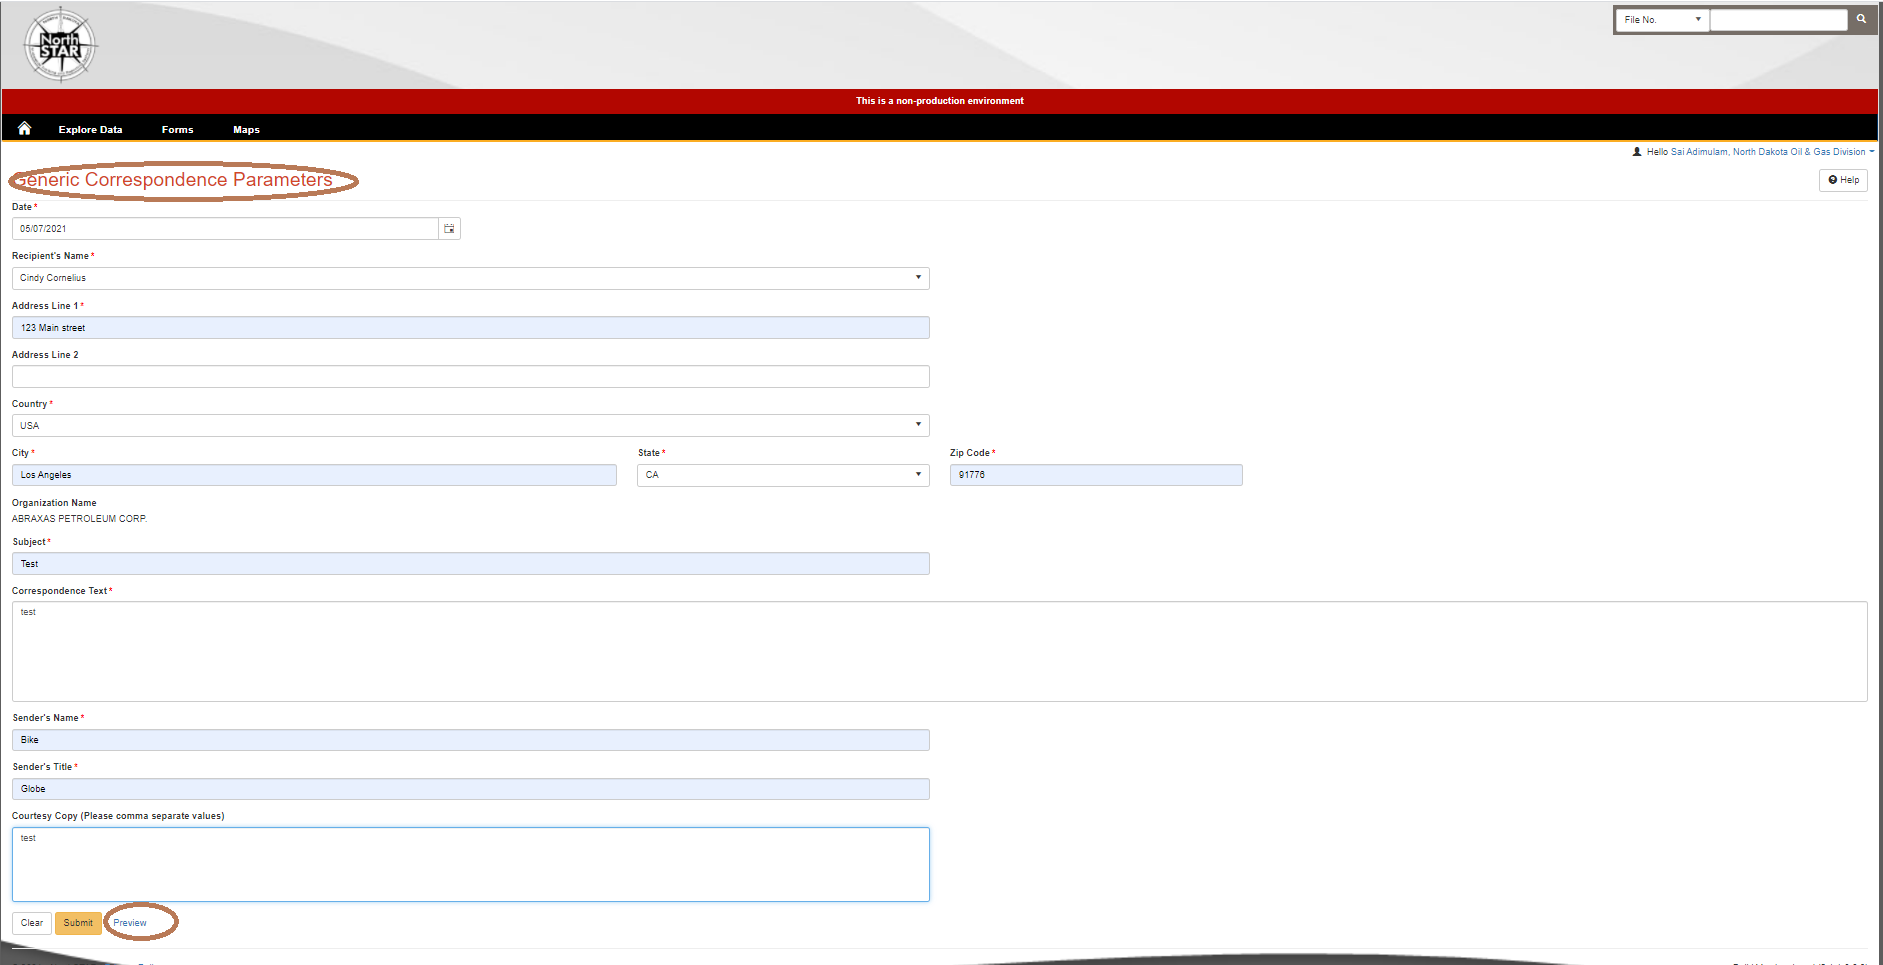 North
STAR
File No.
This is a non-production environment
Explore Data Forms Maps
Hello Sai Adimulam, North Dakota Oil & Gas Division
Generic Correspondence Parameters
Help
Date *
05/07/2021
Recipient's Name *
Cindy Cornelius
Address Line 1 *
123 Main street
Address Line 2
Country *
USA
City * State * Zip Code *
Los Angeles CA 91776
Organization Name
ABRAXAS PETROLEUM CORP.
Subject *
Test
Correspondence Text *
test
Sender's Name *
Bike
Sender's Title *
Globe
Courtesy Copy (Please comma separate values)
test
Clear Submit Preview